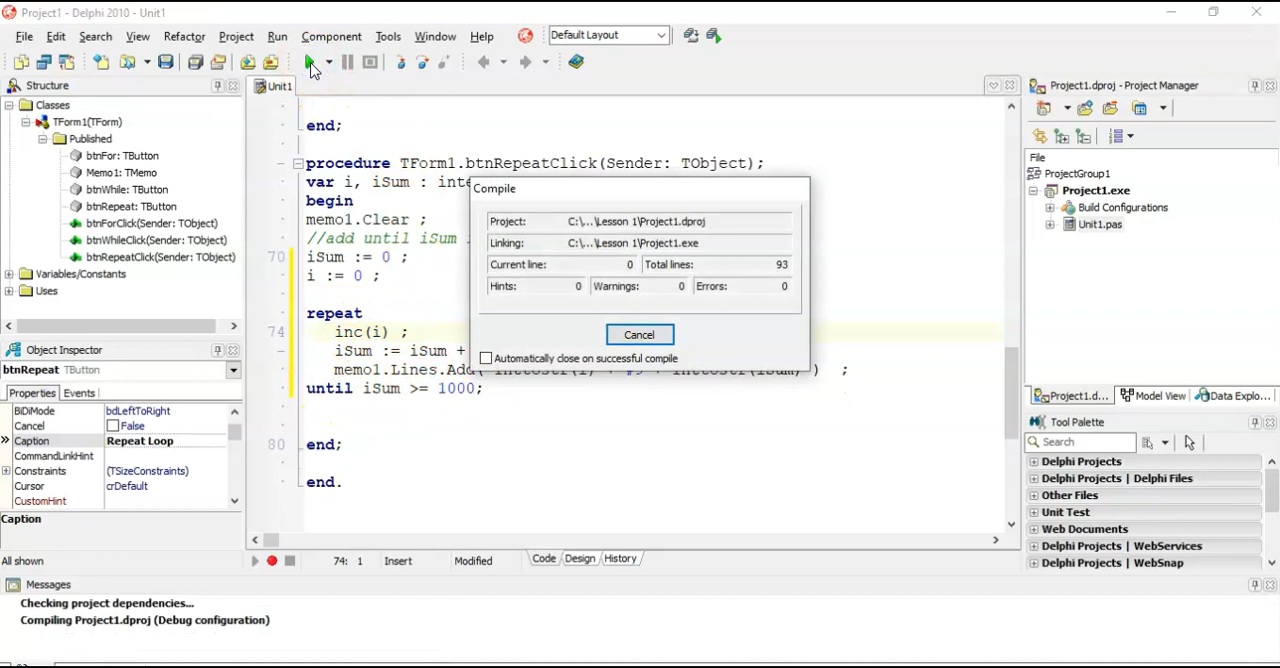 Project1 - Delphi 2010 - Unit1
File Edit Search View Refactor Project Run Component Tools Window Help Default Layout
Structure
Classes
TForm1(TForm)
Published
btnFor: TButton
Memo1: TMemo
btnWhile: TButton
btnRepeat: TButton
btnForClick(Sender: TObject)
btnWhileClick(Sender: TObject)
btnRepeatClick(Sender: TObject)
Variables/Constants
Uses
Object Inspector
btnRepeat TButton
Properties Events
BiDiMode bdLeftToRight
Cancel False
Caption Repeat Loop
CommandLinkHint
Constraints (TSizeConstraints)
Cursor crDefault
CustomHint
Caption
All shown
Unit1
end;
procedure TForm1.btnRepeatClick(Sender: TObject);
var i, iSum : inte
begin
memo1.Clear ;
//add until iSum
70 iSum := 0 ;
i := 0 ;
repeat
74 inc(i) ;
iSum := iSum +
memo1.Lines.Add( ) ;
until iSum >= 1000;
80 end;
end.
Compile
Project: C:\...\Lesson 1\Project1.dproj
Linking: C:\...\Lesson 1\Project1.exe
Current line: 0 Total lines: 93
Hints: 0 Warnings: 0 Errors: 0
Cancel
Automatically close on successful compile
74: 1 Insert Modified Code Design History
Project1.dproj - Project Manager
File
ProjectGroup1
Project1.exe
Build Configurations
Unit1.pas
Project1.d... Model View Data Explo...
Tool Palette
Search
Delphi Projects
Delphi Projects | Delphi Files
Other Files
Unit Test
Web Documents
Delphi Projects | WebServices
Delphi Projects | WebSnap
Messages
Checking project dependencies...
Compiling Project1.dproj (Debug configuration)